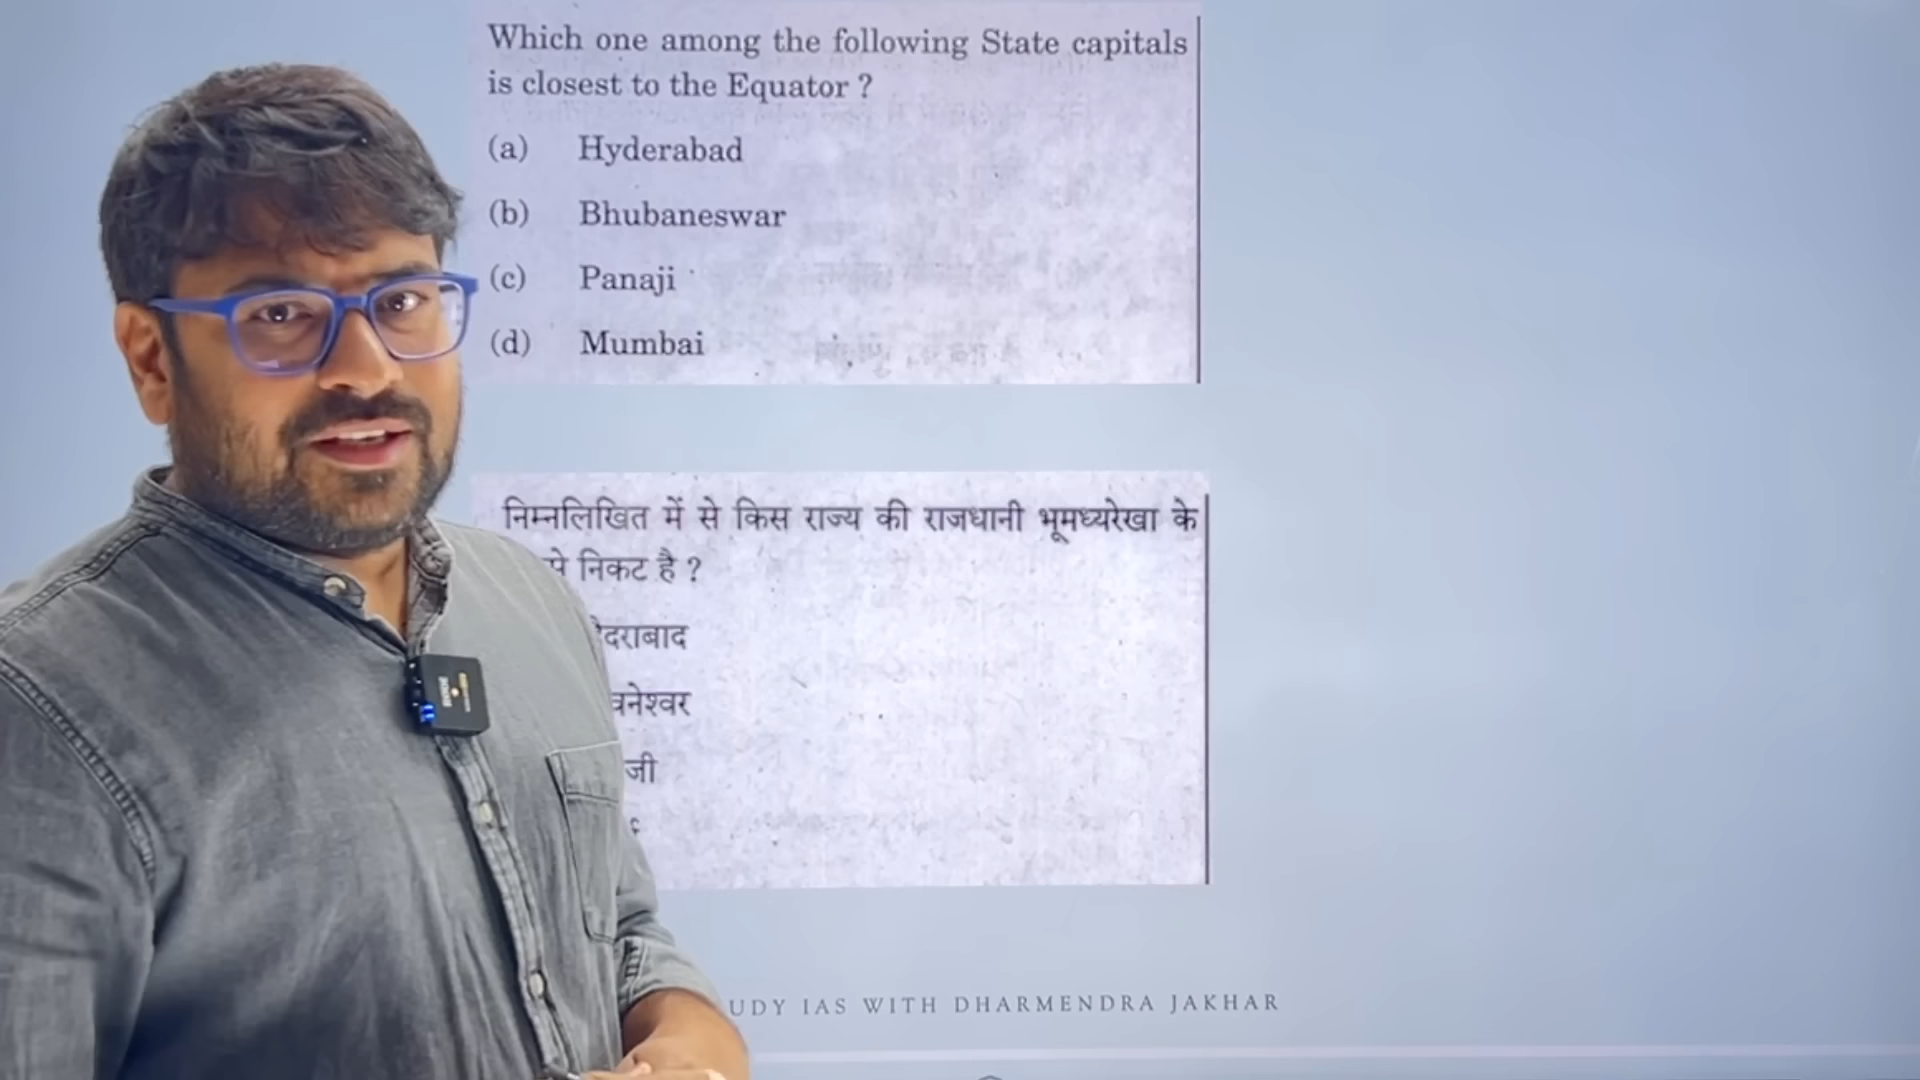 Which one among the following State capitals
is closest to the Equator ?
(a) Hyderabad
(b) Bhubaneswar
(c) Panaji
(d) Mumbai
निम्नलिखित में से किस राज्य की राजधानी भूमध्यरेखा के
निकट है ?
IAS WITH DHARMENDRA JAKHAR